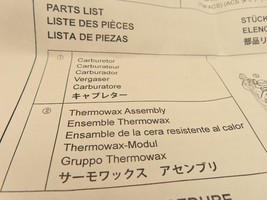 PARTS LIST
LISTE DES PIÈCES
LISTA DE PIEZAS
STÜCK
ELENC
部品リ
①
Carburetor
Carburateur
Carburador
Vergaser
Carburatore
キャブレター
②
Thermowax Assembly
Ensemble Thermowax
Ensamble de la cera resistente al calor
Thermowax-Modul
Gruppo Thermowax
サーモワックス アセンブリ